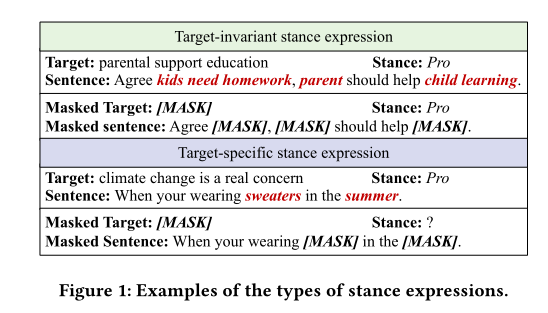 Target-invariant stance expression
Target: parental support education Stance: Pro
Sentence: Agree kids need homework, parent should help child learning.
Masked Target: [MASK] Stance: Pro
Masked sentence: Agree [MASK], [MASK] should help [MASK].
Target-specific stance expression
Target: climate change is a real concern Stance: Pro
Sentence: When your wearing sweaters in the summer.
Masked Target: [MASK] Stance: ?
Masked Sentence: When your wearing [MASK] in the [MASK].
Figure 1: Examples of the types of stance expressions.